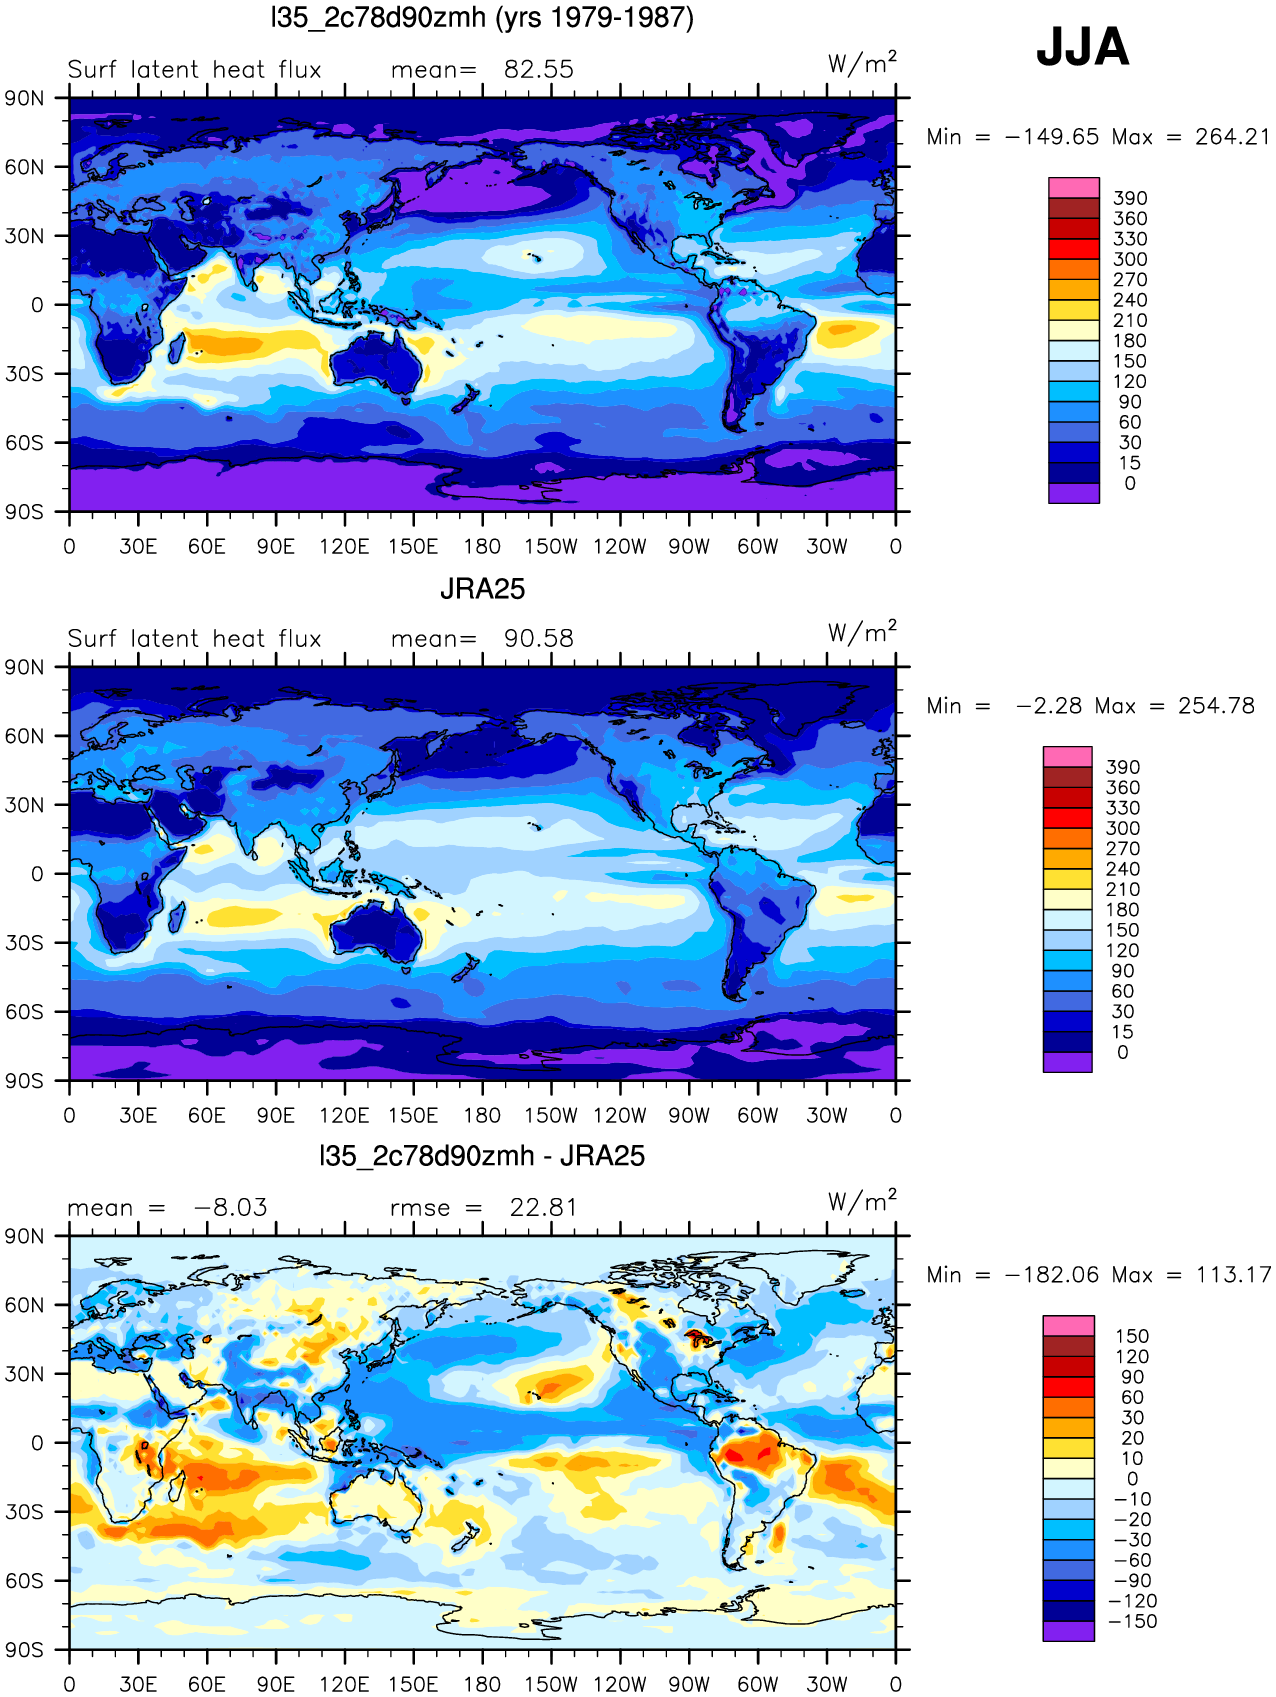 l35_2c78d90zmh (yrs 1979-1987)
JJA
Surf latent heat flux mean= 82.55 W/m²
Min = −149.65 Max = 264.21
90N
60N
30N
0
30S
60S
90S
0 30E 60E 90E 120E 150E 180 150W 120W 90W 60W 30W 0
390
360
330
300
270
240
210
180
150
120
90
60
30
15
0
JRA25
Surf latent heat flux mean= 90.58 W/m²
Min = −2.28 Max = 254.78
90N
60N
30N
0
30S
60S
90S
0 30E 60E 90E 120E 150E 180 150W 120W 90W 60W 30W 0
390
360
330
300
270
240
210
180
150
120
90
60
30
15
0
l35_2c78d90zmh - JRA25
mean = −8.03 rmse = 22.81 W/m²
Min = −182.06 Max = 113.17
90N
60N
30N
0
30S
60S
90S
0 30E 60E 90E 120E 150E 180 150W 120W 90W 60W 30W 0
150
120
90
60
30
20
10
0
−10
−20
−30
−60
−90
−120
−150